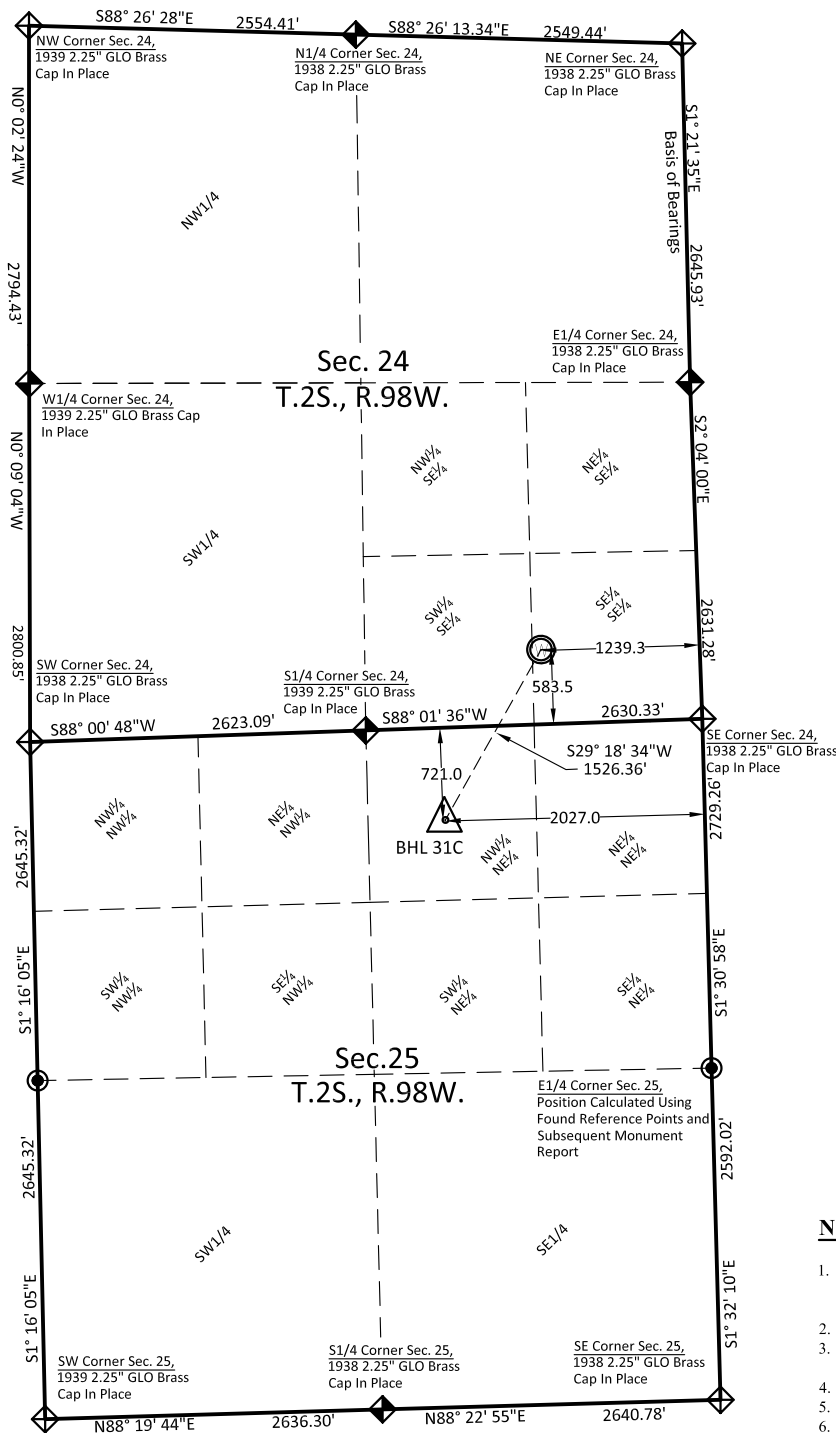 S88° 26' 28"E 2554.41' S88° 26' 13.34"E 2549.44'
NW Corner Sec. 24,
1939 2.25" GLO Brass
Cap In Place
N1/4 Corner Sec. 24,
1938 2.25" GLO Brass
Cap In Place
NE Corner Sec. 24,
1938 2.25" GLO Brass
Cap In Place
N0° 02' 24"W
2794.43'
S1° 21' 35"E
Basis of Bearings
2645.93'
NW1/4
E1/4 Corner Sec. 24,
1938 2.25" GLO Brass
Cap In Place
Sec. 24
T.2S., R.98W.
W1/4 Corner Sec. 24,
1939 2.25" GLO Brass Cap
In Place
N0° 09' 04"W
2800.85'
S2° 04' 00"E
2631.28'
NW¼
SE¼
NE¼
SE¼
SW1/4
SW¼
SE¼
SE¼
SE¼
1239.3
583.5
SW Corner Sec. 24,
1938 2.25" GLO Brass
Cap In Place
S1/4 Corner Sec. 24,
1939 2.25" GLO Brass
Cap In Place
S88° 00' 48"W 2623.09' S88° 01' 36"W 2630.33'
SE Corner Sec. 24,
1938 2.25" GLO Brass
Cap In Place
S29° 18' 34"W
1526.36'
721.0
2027.0
BHL 31C
2645.32'
S1° 16' 05"E
2729.26'
S1° 30' 58"E
NW¼
NW¼
NE¼
NW¼
NW¼
NE¼
NE¼
NE¼
SW¼
NW¼
SE¼
NW¼
SW¼
NE¼
SE¼
NE¼
Sec.25
T.2S., R.98W.
E1/4 Corner Sec. 25,
Position Calculated Using
Found Reference Points and
Subsequent Monument
Report
2645.32'
S1° 16' 05"E
2592.02'
S1° 32' 10"E
SW1/4
SE1/4
SW Corner Sec. 25,
1939 2.25" GLO Brass
Cap In Place
S1/4 Corner Sec. 25,
1938 2.25" GLO Brass
Cap In Place
SE Corner Sec. 25,
1938 2.25" GLO Brass
Cap In Place
N88° 19' 44"E 2636.30' N88° 22' 55"E 2640.78'
N
1.
2.
3.
4.
5.
6.